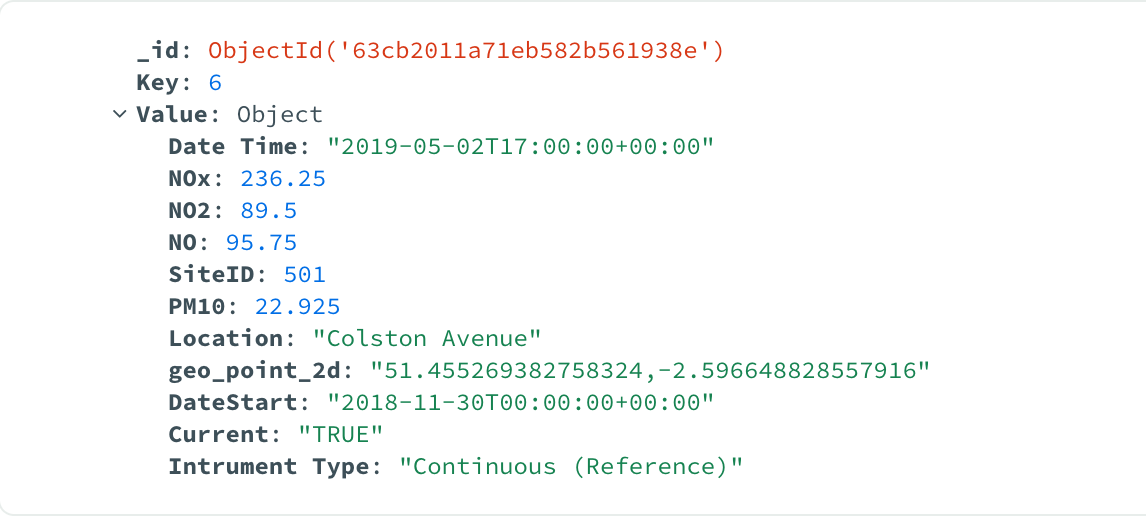 _id: ObjectId('63cb2011a71eb582b561938e')
Key: 6
Value: Object
Date Time: "2019-05-02T17:00:00+00:00"
NOx: 236.25
NO2: 89.5
NO: 95.75
SiteID: 501
PM10: 22.925
Location: "Colston Avenue"
geo_point_2d: "51.455269382758324,-2.596648828557916"
DateStart: "2018-11-30T00:00:00+00:00"
Current: "TRUE"
Intrument Type: "Continuous (Reference)"